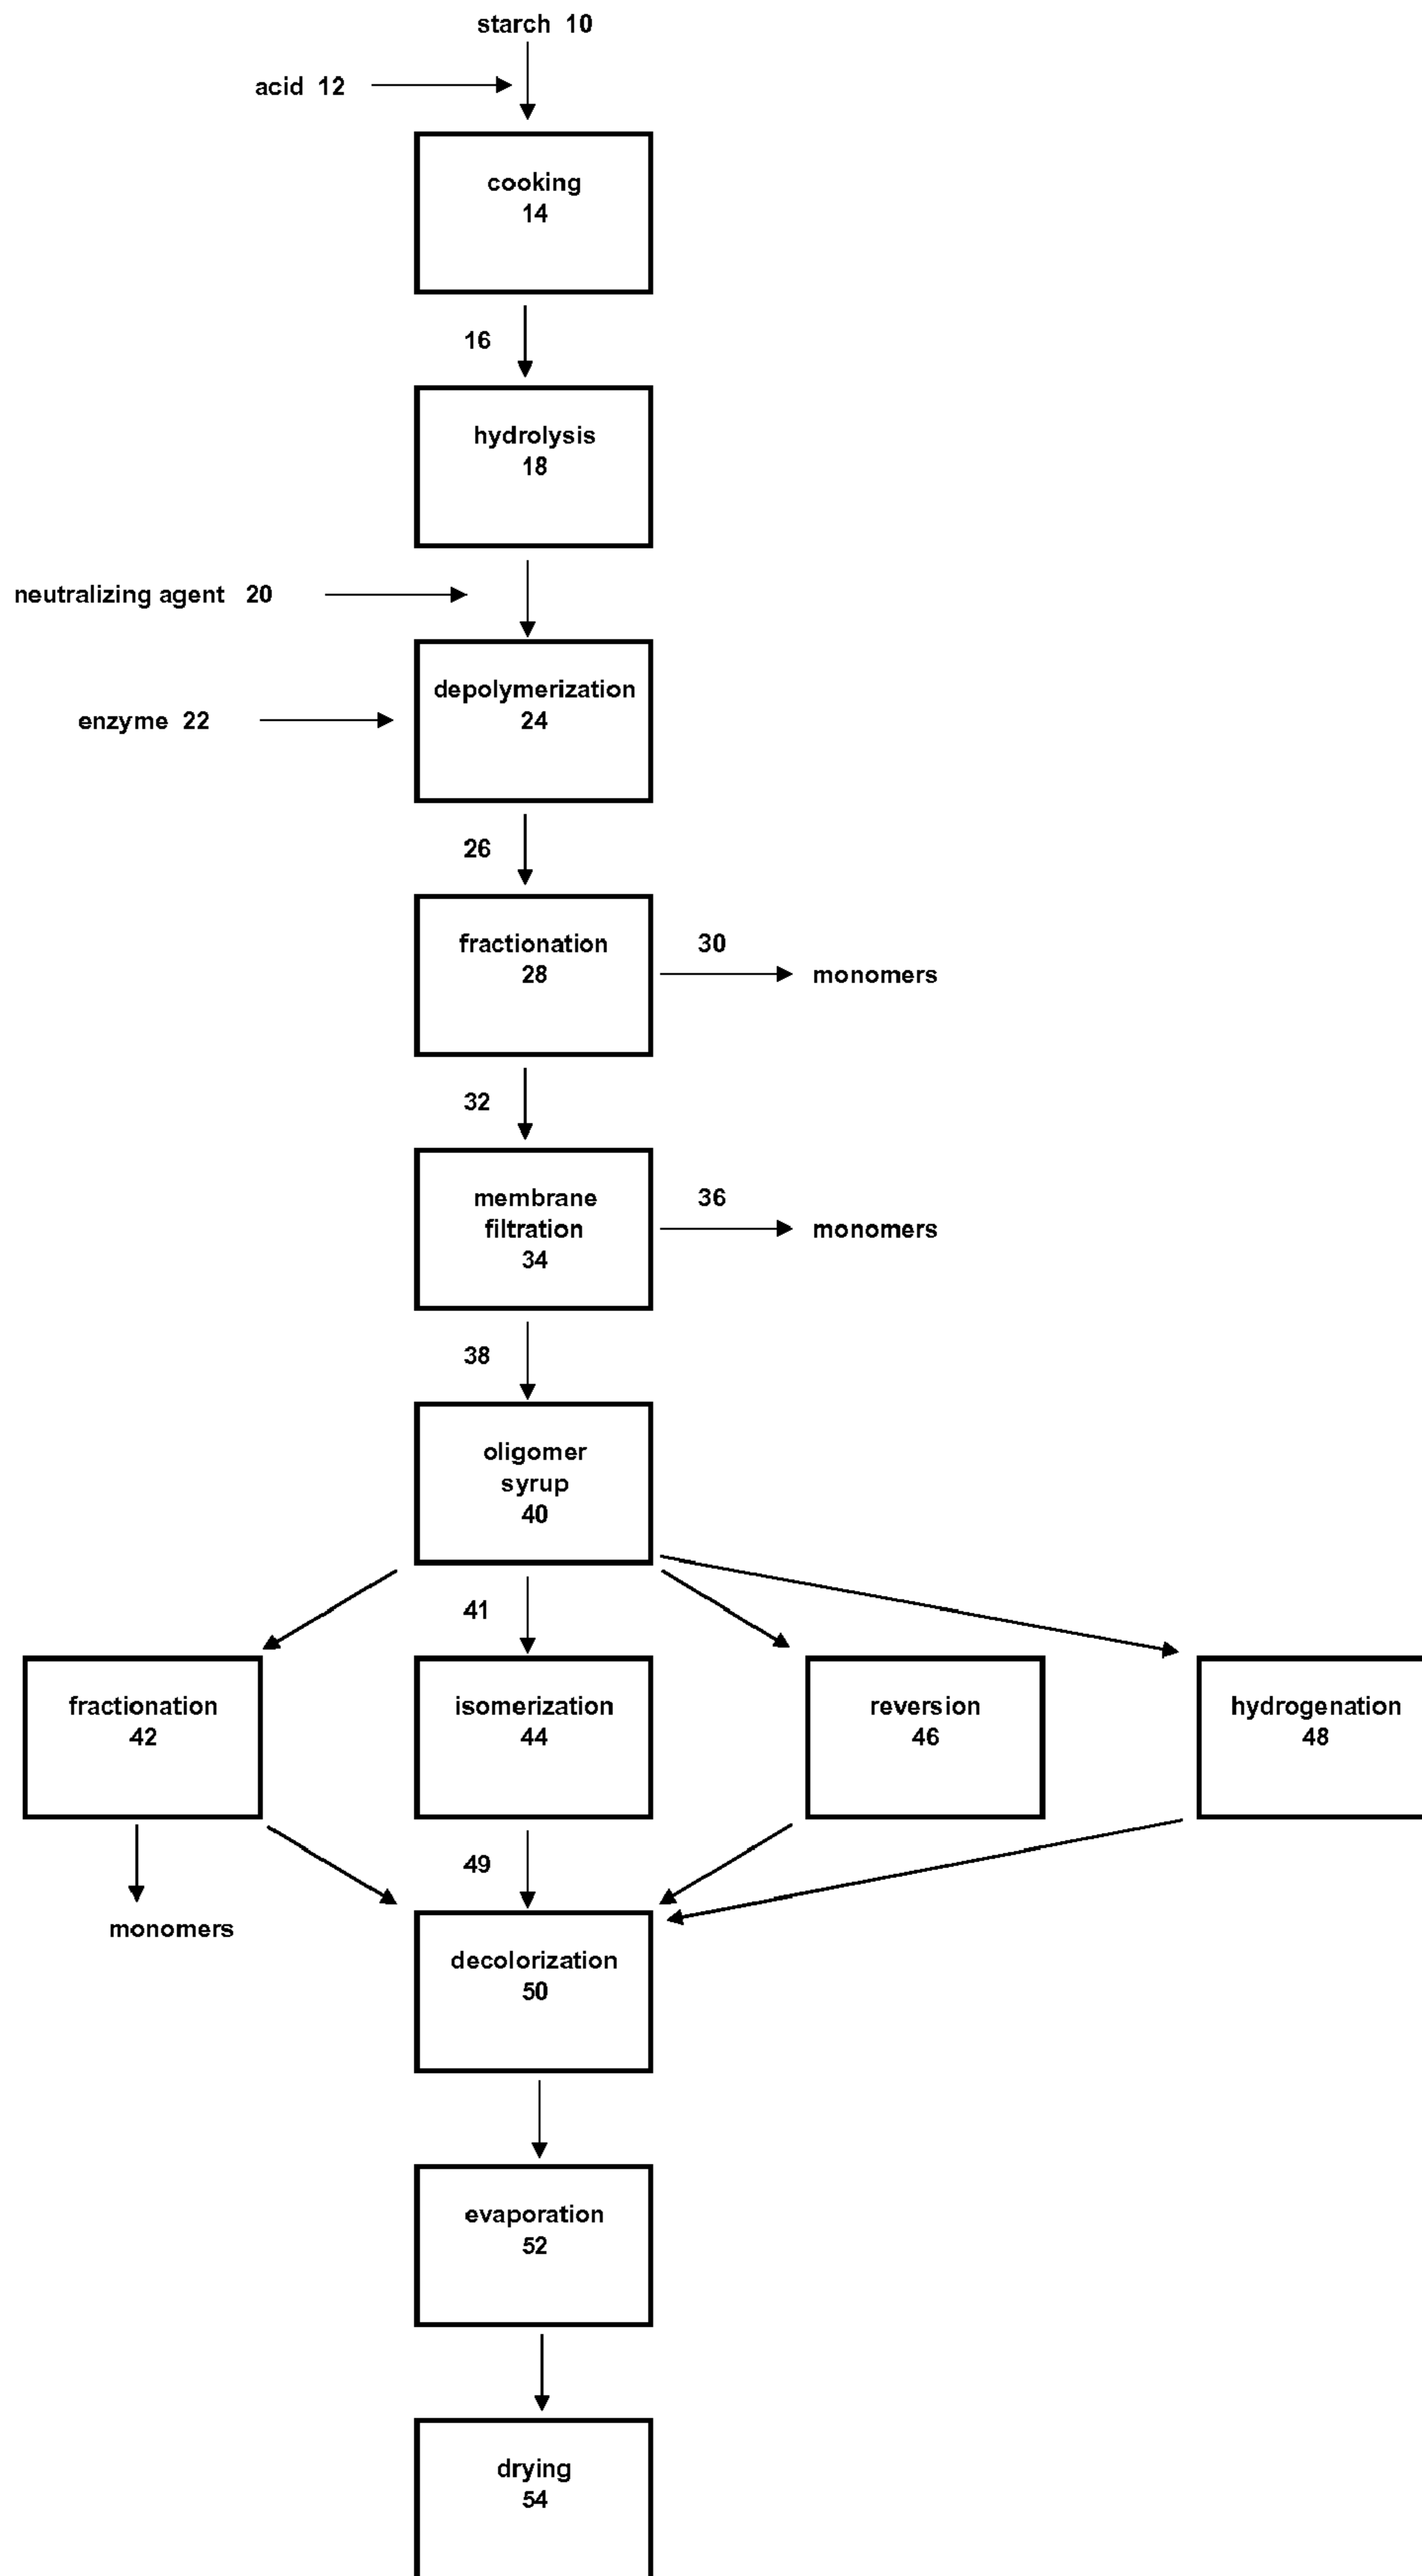 starch 10
acid 12
cooking
14
16
hydrolysis
18
neutralizing agent 20
depolymerization
24
enzyme 22
26
fractionation
28
30
monomers
32
membrane
filtration
34
36
monomers
38
oligomer
syrup
40
41
fractionation
42
isomerization
44
reversion
46
hydrogenation
48
49
monomers
decolorization
50
evaporation
52
drying
54